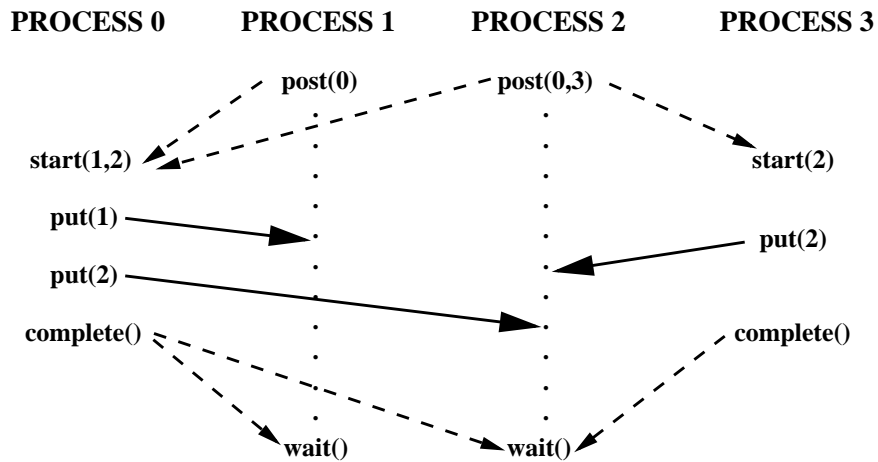 PROCESS 0 PROCESS 1 PROCESS 2 PROCESS 3
post(0) post(0,3)
start(1,2) start(2)
put(1)
put(2)
put(2)
complete() complete()
wait() wait()